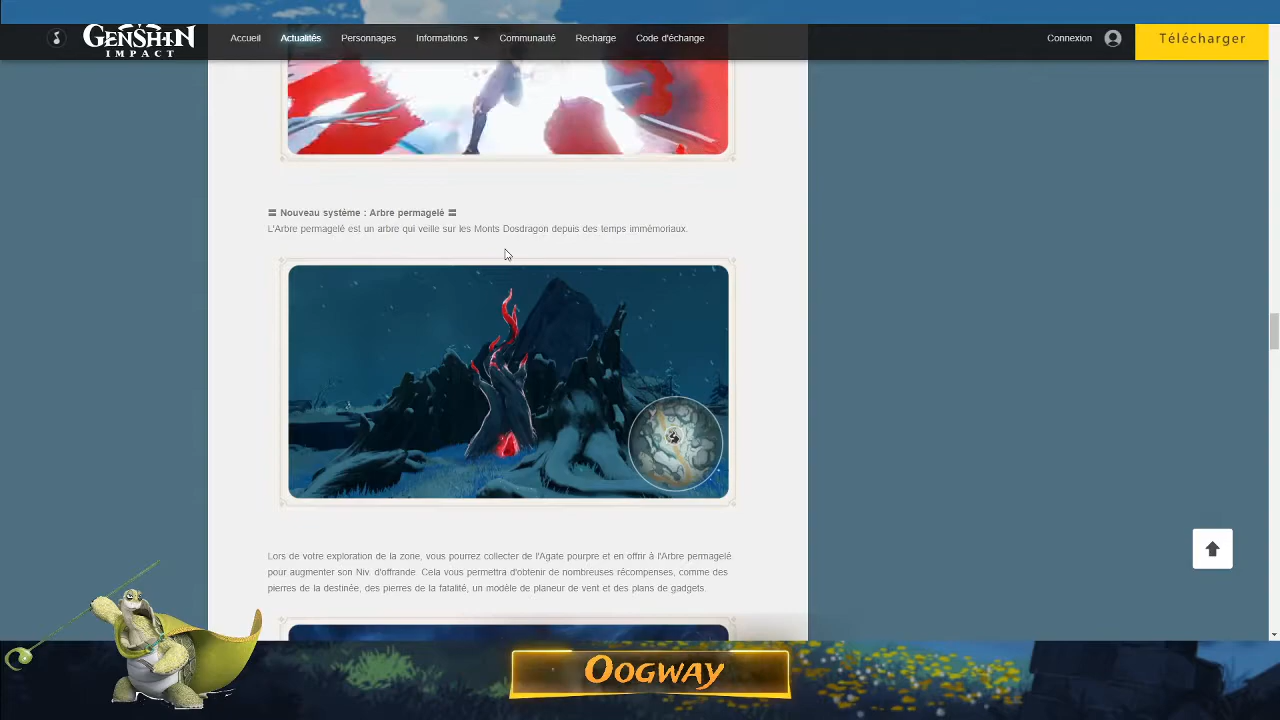 GENSHIN
IMPACT
Accueil
Actualités
Personnages
Informations
Communauté
Recharge
Code d'échange
Connexion
Télécharger
〓 Nouveau système : Arbre permagelé 〓
L'Arbre permagelé est un arbre qui veille sur les Monts Dosdragon depuis des temps immémoriaux.
Lors de votre exploration de la zone, vous pourrez collecter de l'Agate pourpre et en offrir à l'Arbre permagelé
pour augmenter son Niv. d'offrande. Cela vous permettra d'obtenir de nombreuses récompenses, comme des
pierres de la destinée, des pierres de la fatalité, un modèle de planeur de vent et des plans de gadgets.
OOGWAY